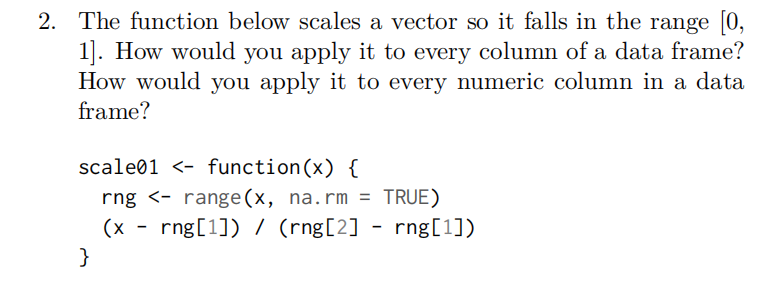 2. The function below scales a vector so it falls in the range [0,
1]. How would you apply it to every column of a data frame?
How would you apply it to every numeric column in a data
frame?
scale01 <- function(x) {
  rng <- range(x, na.rm = TRUE)
  (x - rng[1]) / (rng[2] - rng[1])
}